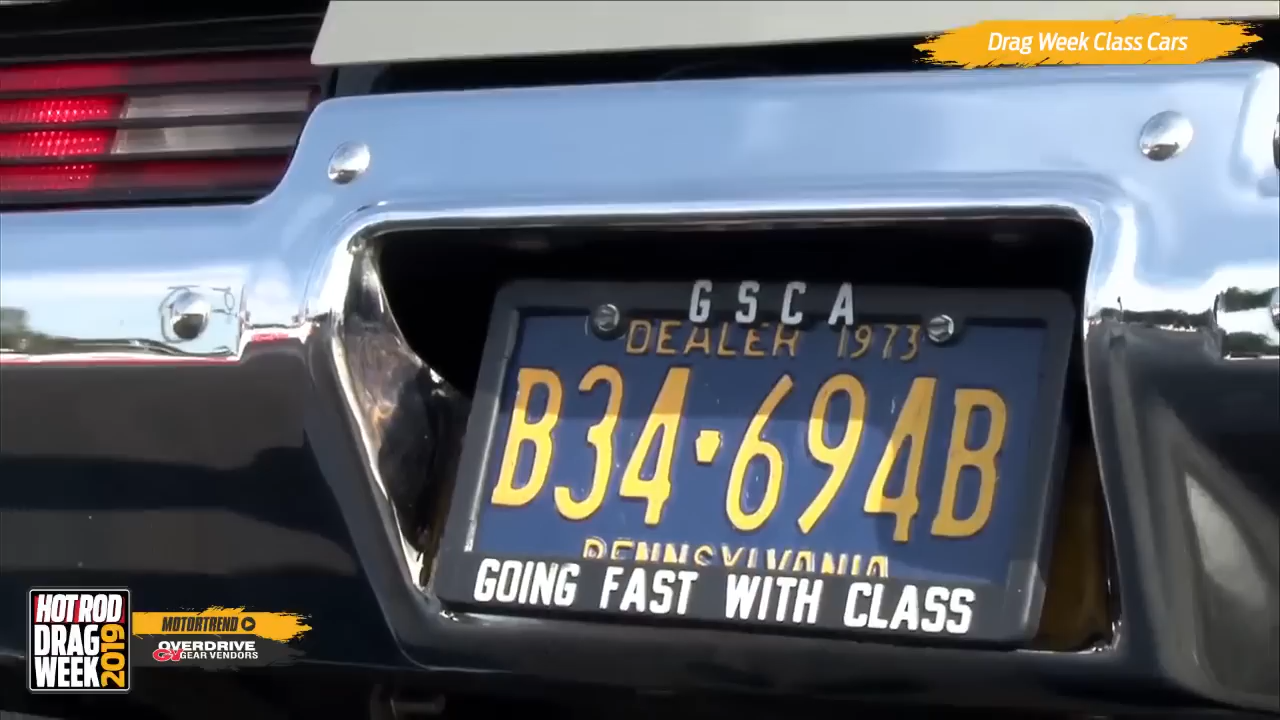 Drag Week Class Cars
GSCA
DEALER 1973
B34·694B
PENNSYLVANIA
GOING FAST WITH CLASS
HOT ROD
DRAG
WEEK
2019
MOTORTREND
OVERDRIVE
GV GEAR VENDORS